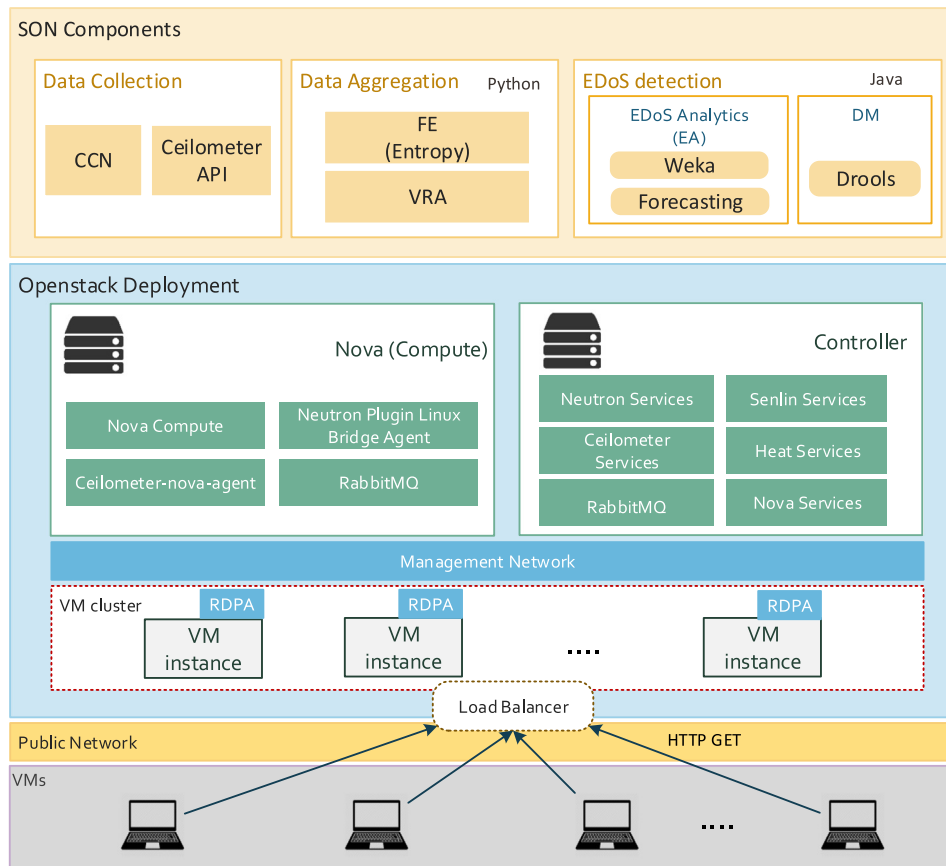 SON Components
Data Collection
CCN
Ceilometer
API
Data Aggregation
Python
FE
(Entropy)
VRA
EDoS detection
Java
EDoS Analytics
(EA)
Weka
Forecasting
DM
Drools
Openstack Deployment
Nova (Compute)
Nova Compute
Neutron Plugin Linux
Bridge Agent
Ceilometer-nova-agent
RabbitMQ
Controller
Neutron Services
Senlin Services
Ceilometer
Services
Heat Services
RabbitMQ
Nova Services
Management Network
VM cluster
RDPA
VM
instance
RDPA
VM
instance
....
RDPA
VM
instance
Load Balancer
Public Network
HTTP GET
VMs
....